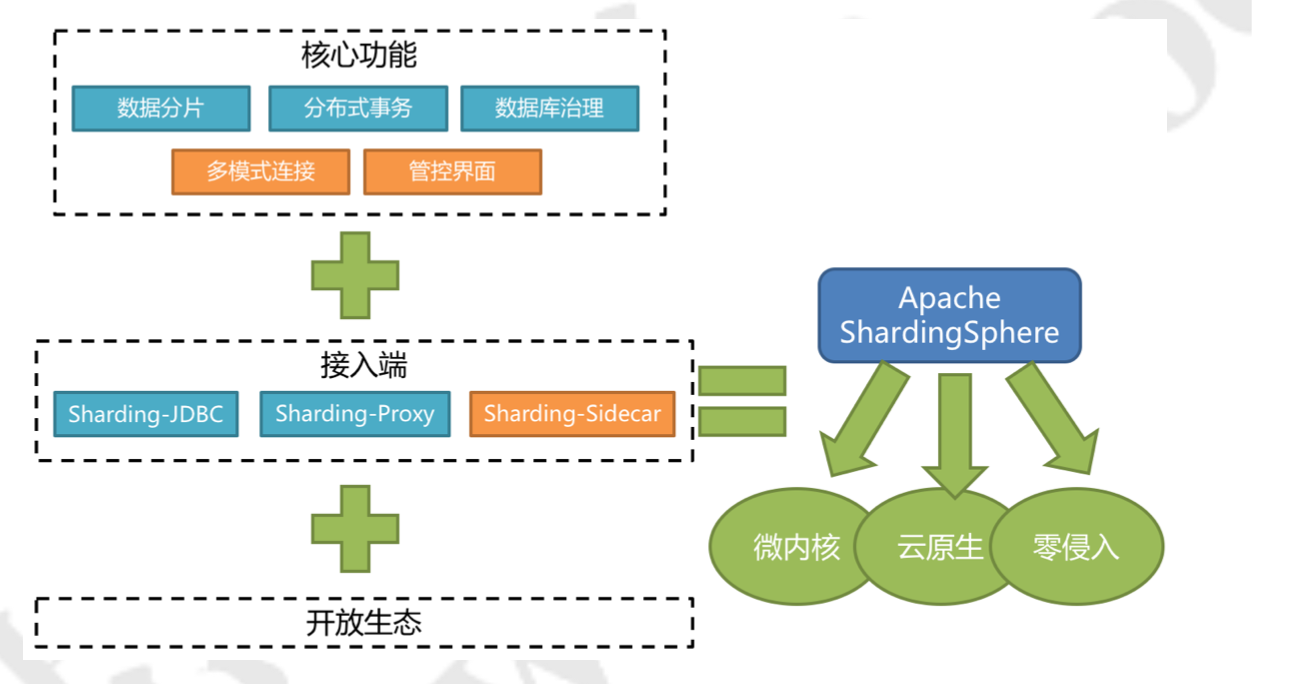 核心功能
数据分片 分布式事务 数据库治理
多模式连接 管控界面
接入端
Sharding-JDBC Sharding-Proxy Sharding-Sidecar
开放生态
Apache
ShardingSphere
微内核 云原生 零侵入